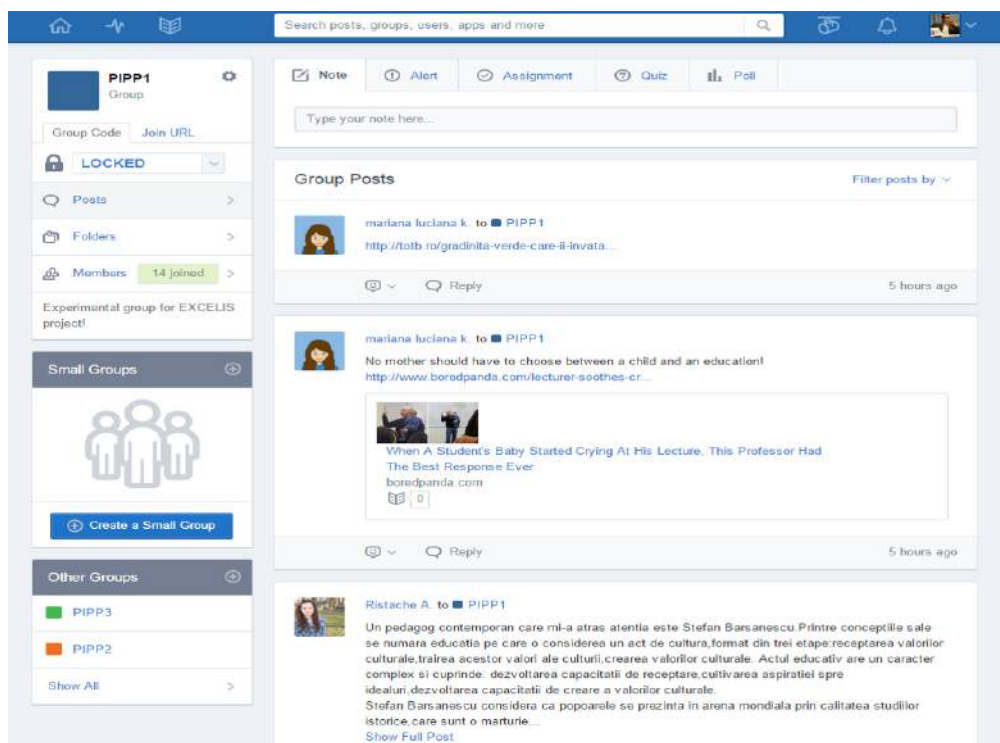 Search posts, groups, users, apps and more
PIPP1
Group
Group Code Join URL
LOCKED
Posts
Folders
Members 14 joined
Experimental group for EXCELIS
project!
Small Groups
Create a Small Group
Other Groups
PIPP3
PIPP2
Show All
Note Alert Assignment Quiz Poll
Type your note here...
Group Posts Filter posts by
mariana luciana k. to PIPP1
http://totb.ro/gradinita-verde-care-ii-invata...
Reply 5 hours ago
mariana luciana k. to PIPP1
No mother should have to choose between a child and an education!
http://www.boredpanda.com/lecturer-soothes-cr...
When A Student's Baby Started Crying At His Lecture, This Professor Had
The Best Response Ever
boredpanda.com
0
Reply 5 hours ago
Ristache A. to PIPP1
Un pedagog contemporan care mi-a atras atentia este Stefan Barsanescu.Printre conceptiile sale
se numara educatia pe care o considerea un act de cultura,format din trei etape:receptarea valorilor
culturale,trairea acestor valori ale culturii,crearea valorilor culturale. Actul educativ are un caracter
complex si cuprinde: dezvoltarea capacitatii de receptare,cultivarea aspiratiei spre
idealuri,dezvoltarea capacitatii de creare a valorilor culturale.
Stefan Barsanescu considera ca popoarele se prezinta in arena mondiala prin calitatea studiilor
istorice,care sunt o marturie...
Show Full Post